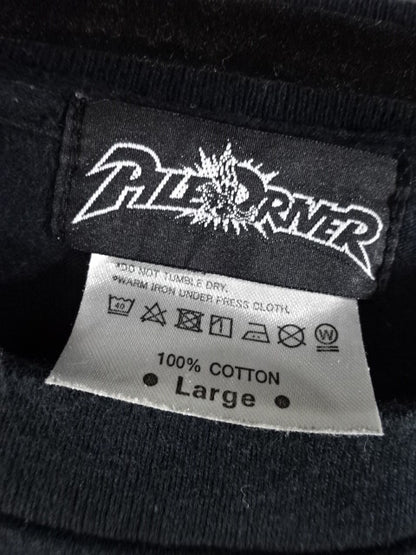 PILEDRIVER
*DO NOT TUMBLE DRY.
*WARM IRON UNDER PRESS CLOTH.
40 W
100% COTTON
• Large •